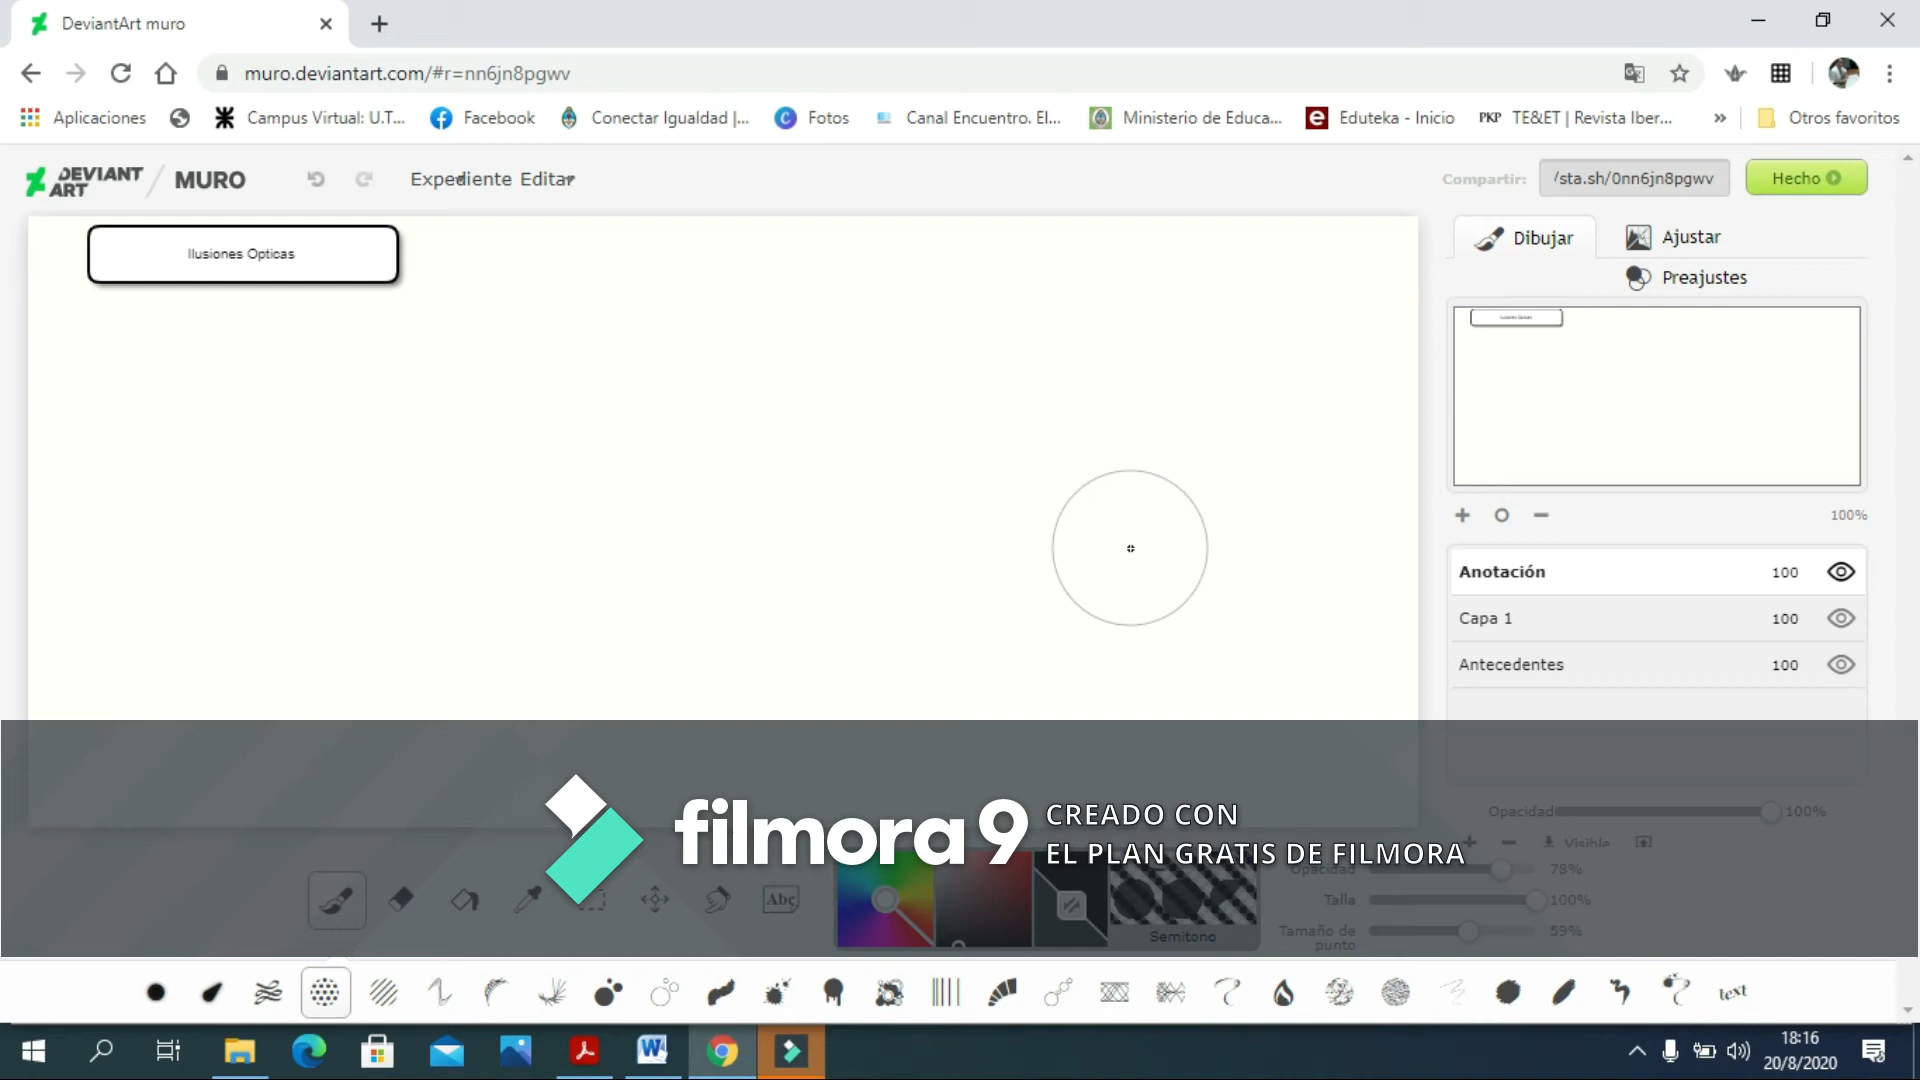 DeviantArt muro
muro.deviantart.com/#r=nn6jn8pgwv
Aplicaciones
Campus Virtual: U.T...
Facebook
Conectar Igualdad |...
Fotos
Canal Encuentro. El...
Ministerio de Educa...
Eduteka - Inicio
PKP TE&ET | Revista Iber...
»
Otros favoritos
DEVIANT
ART
MURO
Expediente Editar
Compartir:
/sta.sh/0nn6jn8pgwv
Hecho
Ilusiones Opticas
Dibujar
Ajustar
Preajustes
100%
Anotación 100
Capa 1 100
Antecedentes 100
Opacidad 100%
Visible
filmora 9
CREADO CON
EL PLAN GRATIS DE FILMORA
Opacidad 78%
Talla 100%
Tamaño de
punto
59%
Abc
Semitono
text
18:16
20/8/2020